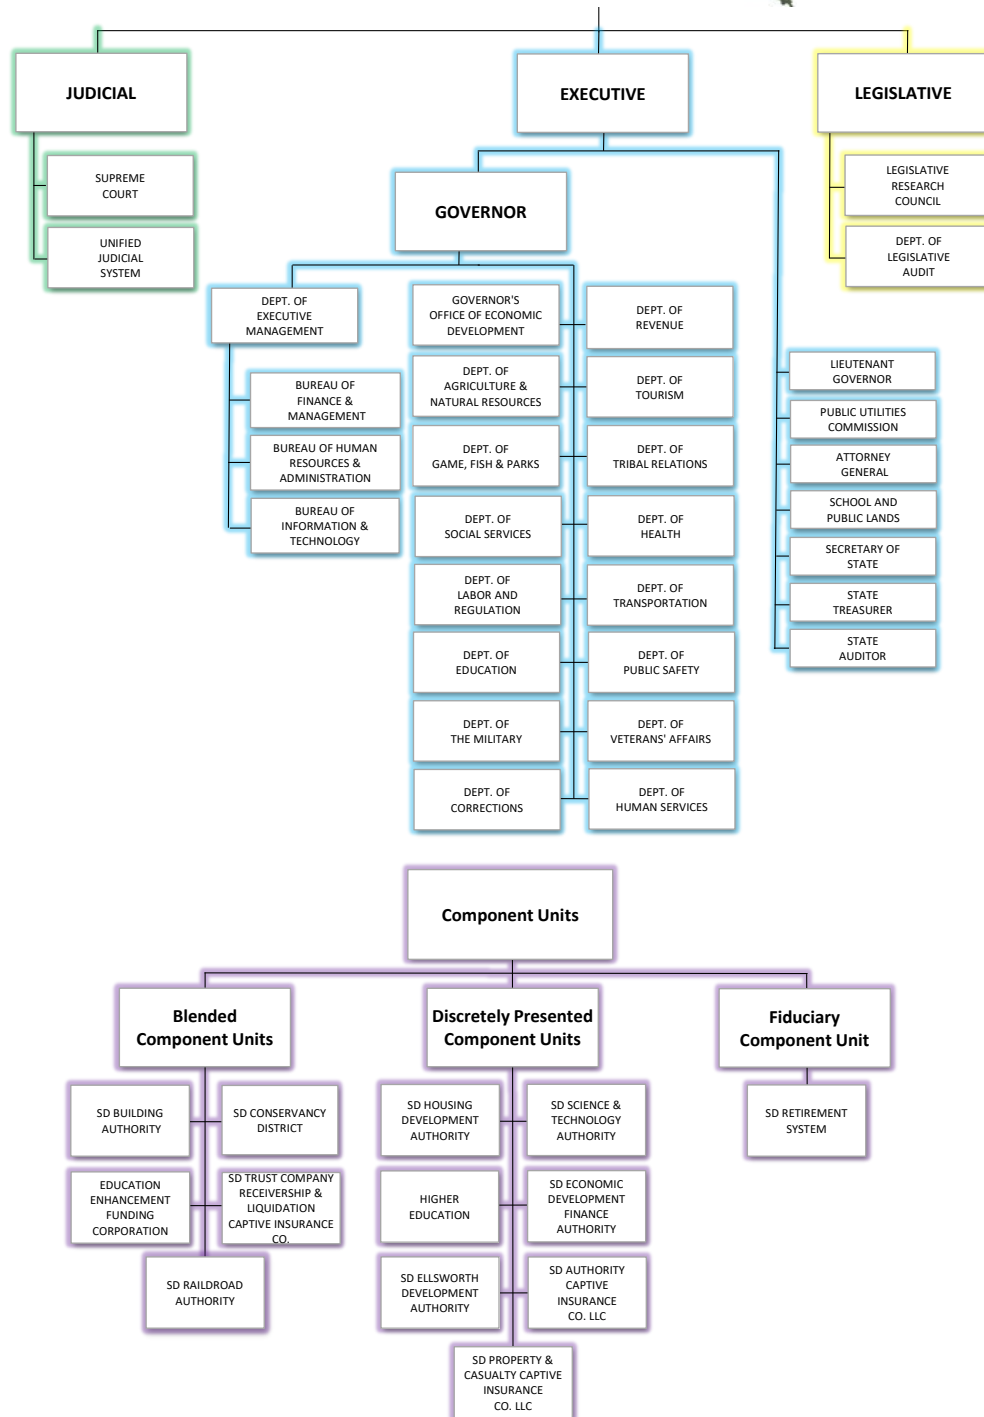 JUDICIAL
EXECUTIVE
LEGISLATIVE
SUPREME
COURT
UNIFIED
JUDICIAL
SYSTEM
LEGISLATIVE
RESEARCH
COUNCIL
DEPT. OF
LEGISLATIVE
AUDIT
GOVERNOR
DEPT. OF
EXECUTIVE
MANAGEMENT
BUREAU OF
FINANCE &
MANAGEMENT
BUREAU OF HUMAN
RESOURCES &
ADMINISTRATION
BUREAU OF
INFORMATION &
TECHNOLOGY
GOVERNOR'S
OFFICE OF ECONOMIC
DEVELOPMENT
DEPT. OF
REVENUE
DEPT. OF
AGRICULTURE &
NATURAL RESOURCES
DEPT. OF
TOURISM
DEPT. OF
GAME, FISH & PARKS
DEPT. OF
TRIBAL RELATIONS
DEPT. OF
SOCIAL SERVICES
DEPT. OF
HEALTH
DEPT. OF
LABOR AND
REGULATION
DEPT. OF
TRANSPORTATION
DEPT. OF
EDUCATION
DEPT. OF
PUBLIC SAFETY
DEPT. OF
THE MILITARY
DEPT. OF
VETERANS' AFFAIRS
DEPT. OF
CORRECTIONS
DEPT. OF
HUMAN SERVICES
LIEUTENANT
GOVERNOR
PUBLIC UTILITIES
COMMISSION
ATTORNEY
GENERAL
SCHOOL AND
PUBLIC LANDS
SECRETARY OF
STATE
STATE
TREASURER
STATE
AUDITOR
Component Units
Blended
Component Units
Discretely Presented
Component Units
Fiduciary
Component Unit
SD BUILDING
AUTHORITY
SD CONSERVANCY
DISTRICT
EDUCATION
ENHANCEMENT
FUNDING
CORPORATION
SD TRUST COMPANY
RECEIVERSHIP &
LIQUIDATION
CAPTIVE INSURANCE
CO.
SD RAILDROAD
AUTHORITY
SD HOUSING
DEVELOPMENT
AUTHORITY
SD SCIENCE &
TECHNOLOGY
AUTHORITY
HIGHER
EDUCATION
SD ECONOMIC
DEVELOPMENT
FINANCE
AUTHORITY
SD ELLSWORTH
DEVELOPMENT
AUTHORITY
SD AUTHORITY
CAPTIVE
INSURANCE
CO. LLC
SD PROPERTY &
CASUALTY CAPTIVE
INSURANCE
CO. LLC
SD RETIREMENT
SYSTEM